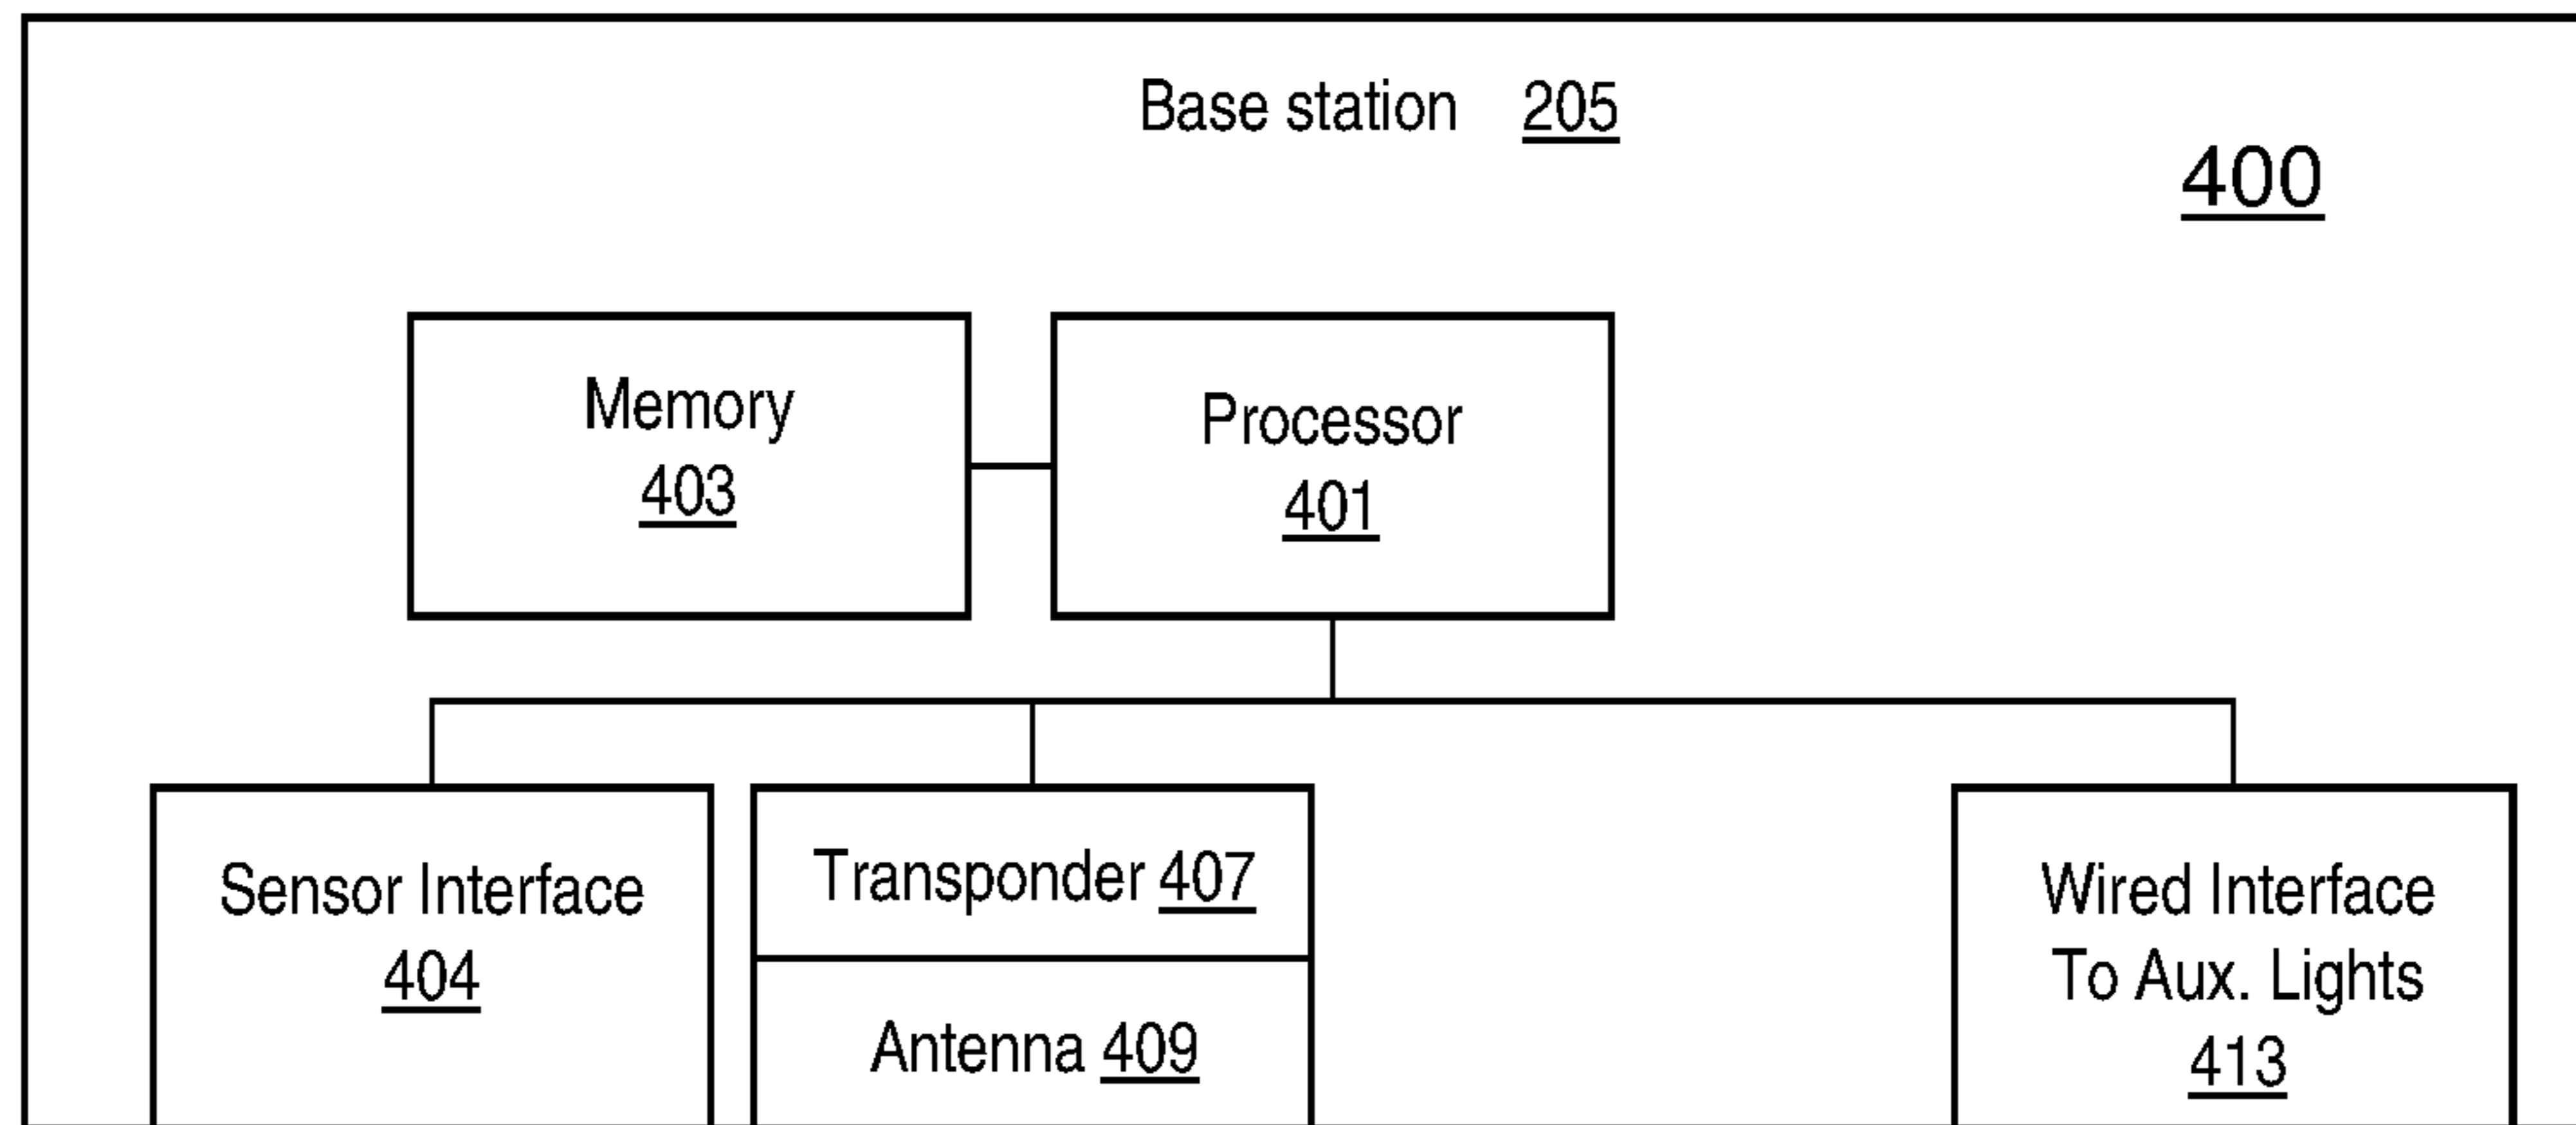 Base station 205
400
Memory
403
Processor
401
Sensor Interface
404
Transponder 407
Antenna 409
Wired Interface
To Aux. Lights
413